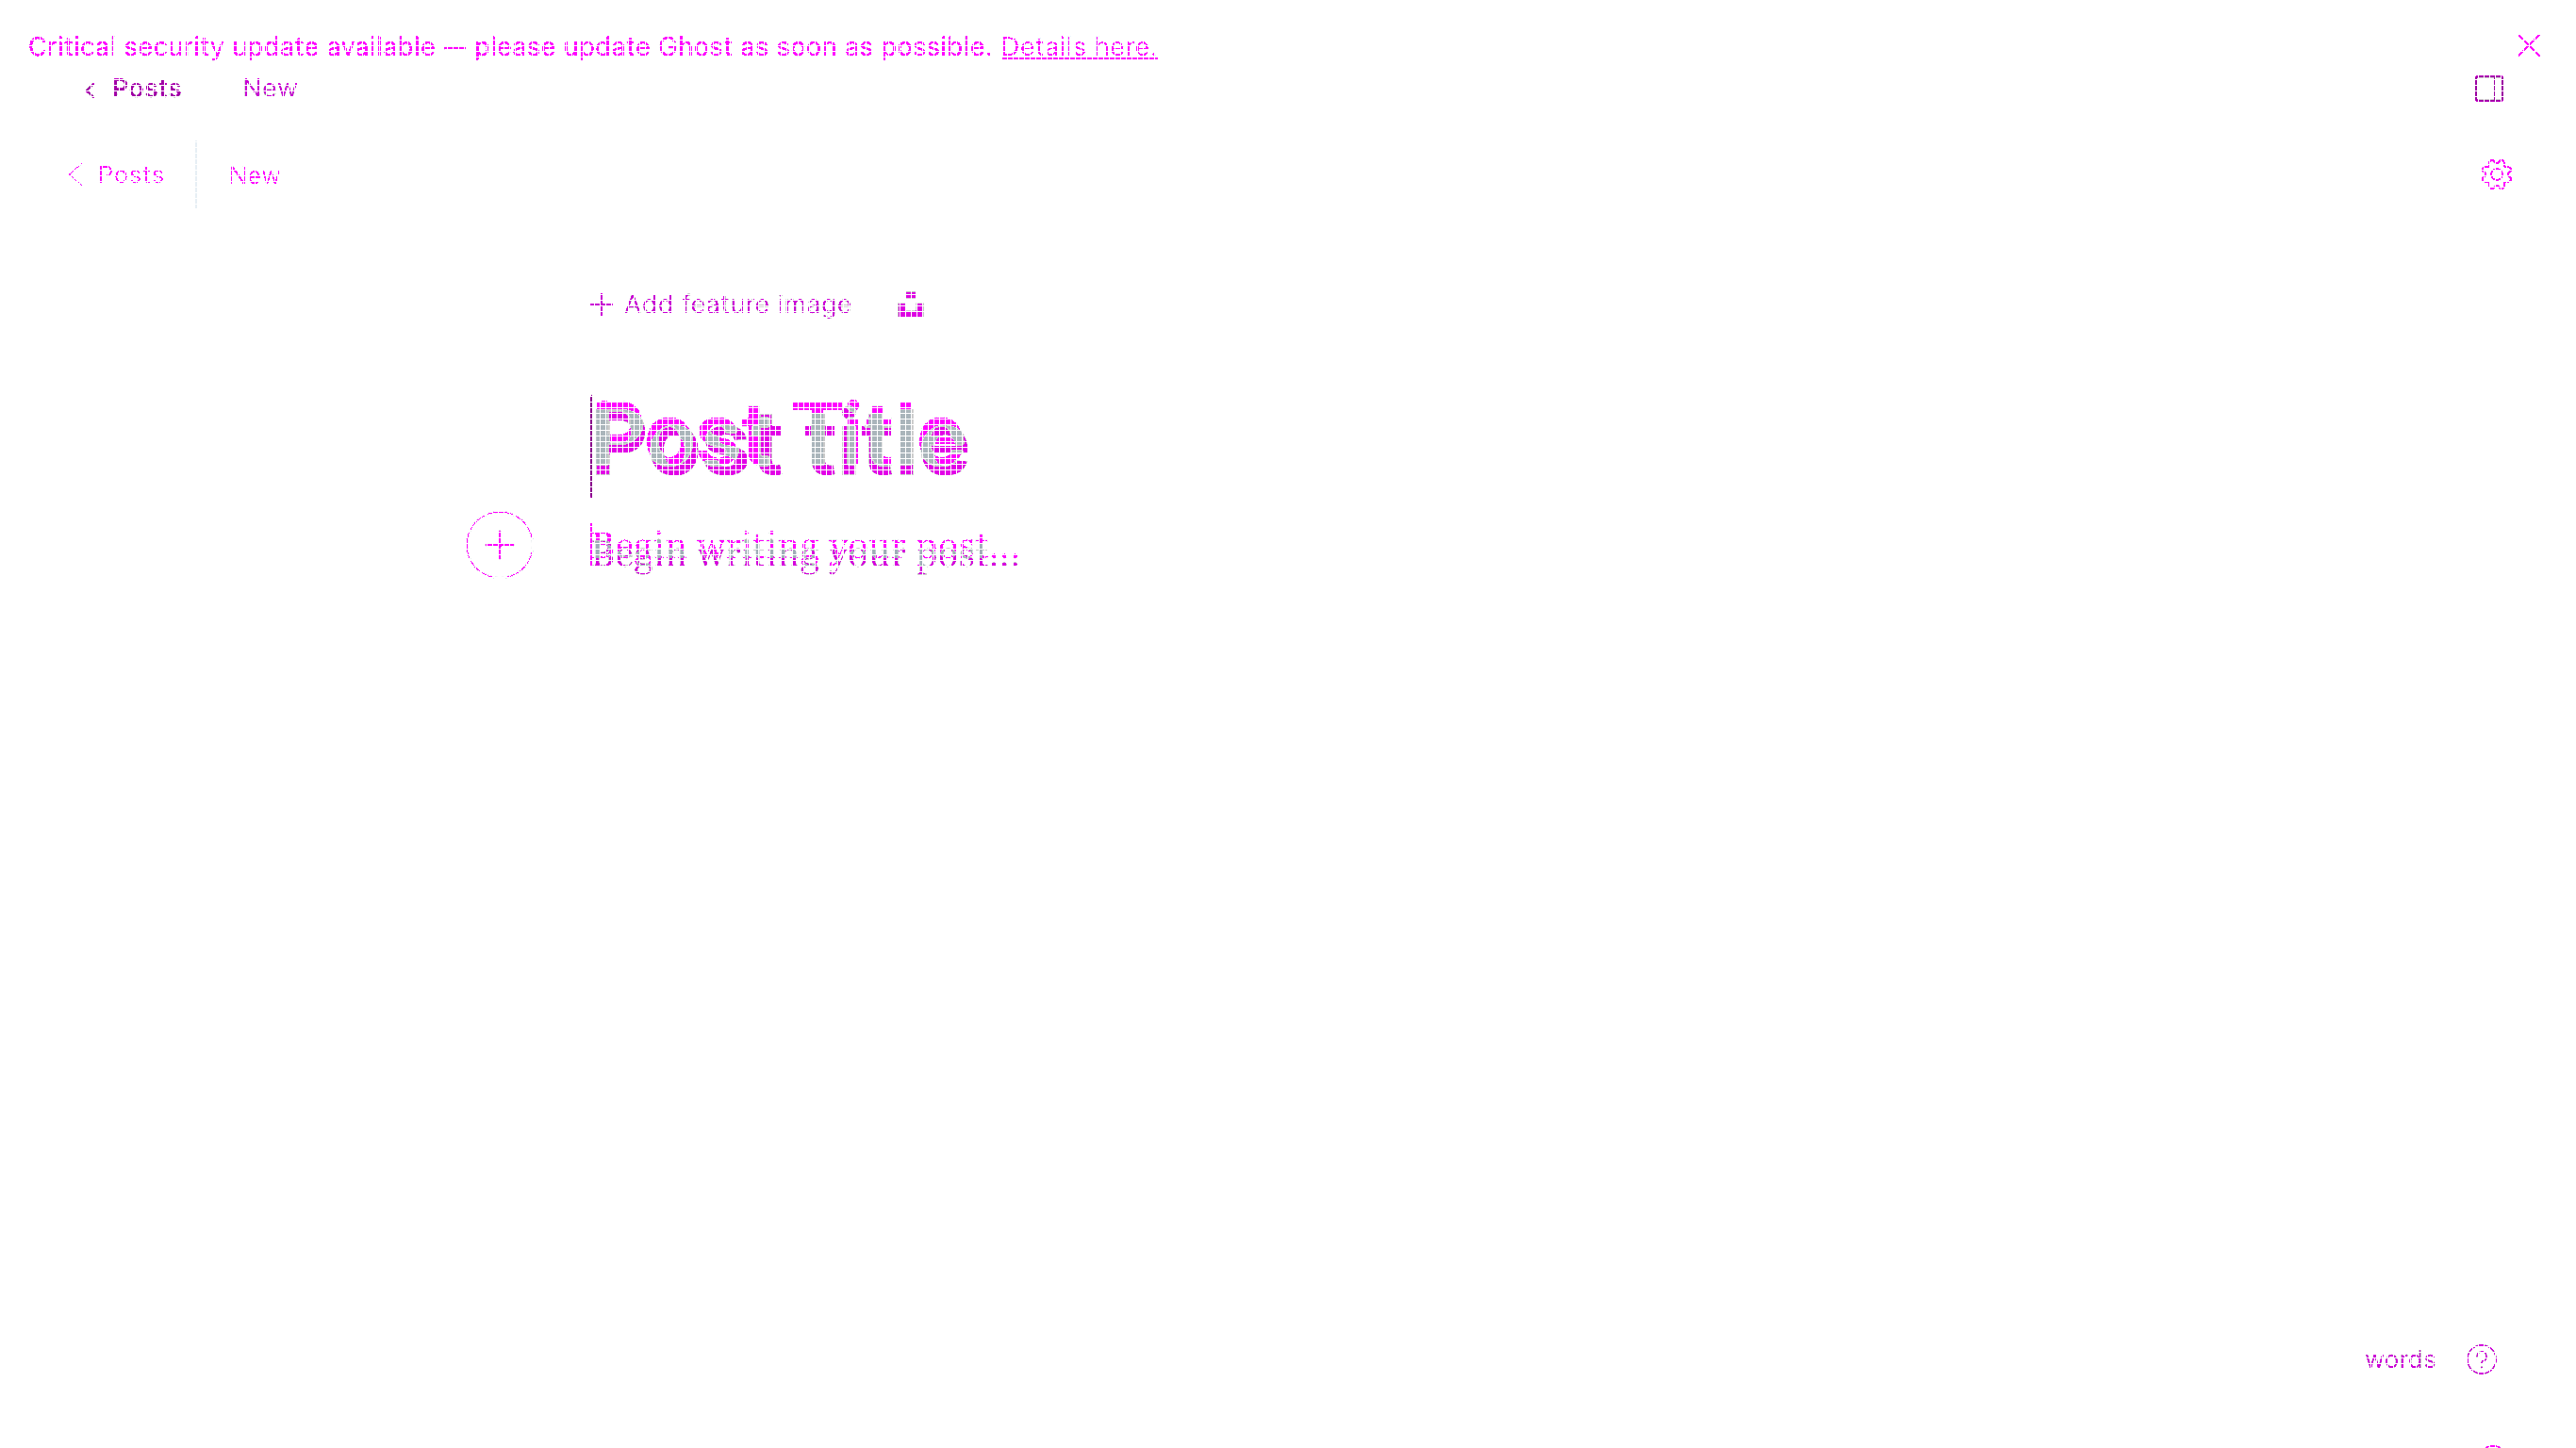 Critical security update available — please update Ghost as soon as possible. Details here.
Posts New
Posts New
Add feature image
Post Title
Begin writing your post...
words